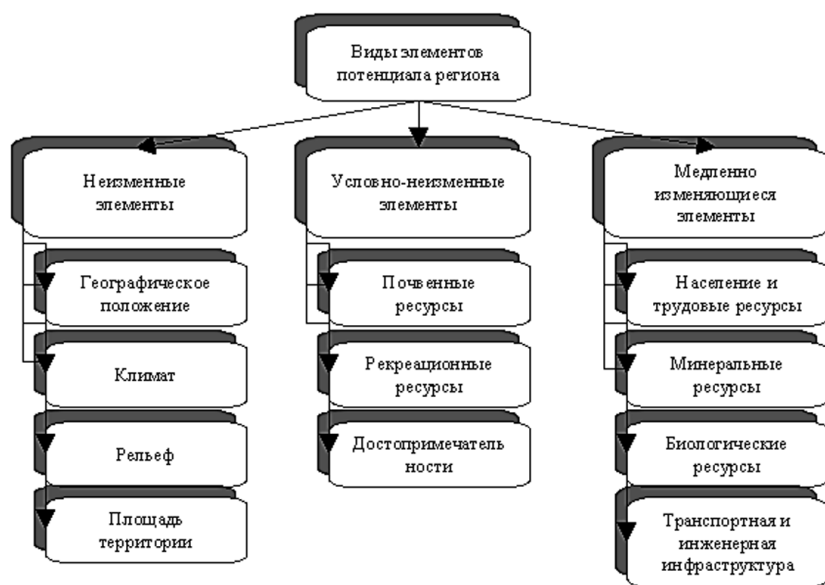 Виды элементов
потенциала региона
Неизменные
элементы
Географическое
положение
Климат
Рельеф
Площадь
территории
Условно-неизменные
элементы
Почвенные
ресурсы
Рекреационные
ресурсы
Достопримечатель
ности
Медленно
изменяющиеся
элементы
Население и
трудовые ресурсы
Минеральные
ресурсы
Биологические
ресурсы
Транспортная и
инженерная
инфраструктура